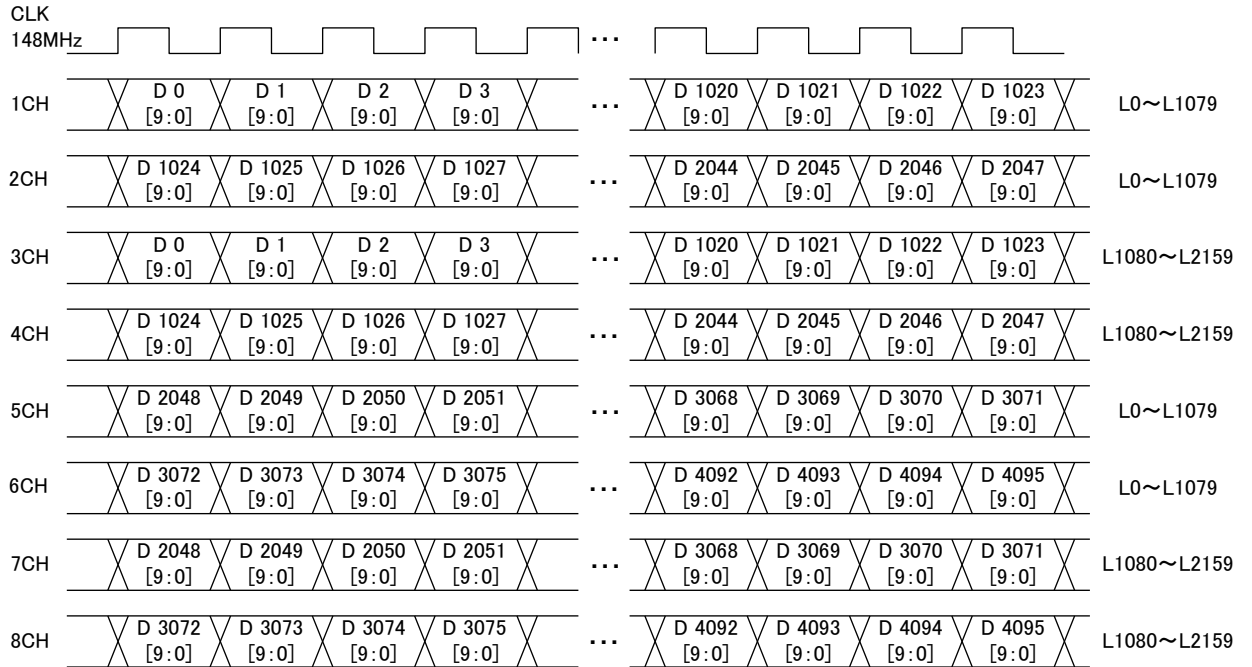 CLK
148MHz ... 
1CH D 0 D 1 D 2 D 3 ... D 1020 D 1021 D 1022 D 1023 L0～L1079
[9:0] [9:0] [9:0] [9:0] [9:0] [9:0] [9:0] [9:0]
2CH D 1024 D 1025 D 1026 D 1027 ... D 2044 D 2045 D 2046 D 2047 L0～L1079
[9:0] [9:0] [9:0] [9:0] [9:0] [9:0] [9:0] [9:0]
3CH D 0 D 1 D 2 D 3 ... D 1020 D 1021 D 1022 D 1023 L1080～L2159
[9:0] [9:0] [9:0] [9:0] [9:0] [9:0] [9:0] [9:0]
4CH D 1024 D 1025 D 1026 D 1027 ... D 2044 D 2045 D 2046 D 2047 L1080～L2159
[9:0] [9:0] [9:0] [9:0] [9:0] [9:0] [9:0] [9:0]
5CH D 2048 D 2049 D 2050 D 2051 ... D 3068 D 3069 D 3070 D 3071 L0～L1079
[9:0] [9:0] [9:0] [9:0] [9:0] [9:0] [9:0] [9:0]
6CH D 3072 D 3073 D 3074 D 3075 ... D 4092 D 4093 D 4094 D 4095 L0～L1079
[9:0] [9:0] [9:0] [9:0] [9:0] [9:0] [9:0] [9:0]
7CH D 2048 D 2049 D 2050 D 2051 ... D 3068 D 3069 D 3070 D 3071 L1080～L2159
[9:0] [9:0] [9:0] [9:0] [9:0] [9:0] [9:0] [9:0]
8CH D 3072 D 3073 D 3074 D 3075 ... D 4092 D 4093 D 4094 D 4095 L1080～L2159
[9:0] [9:0] [9:0] [9:0] [9:0] [9:0] [9:0] [9:0]